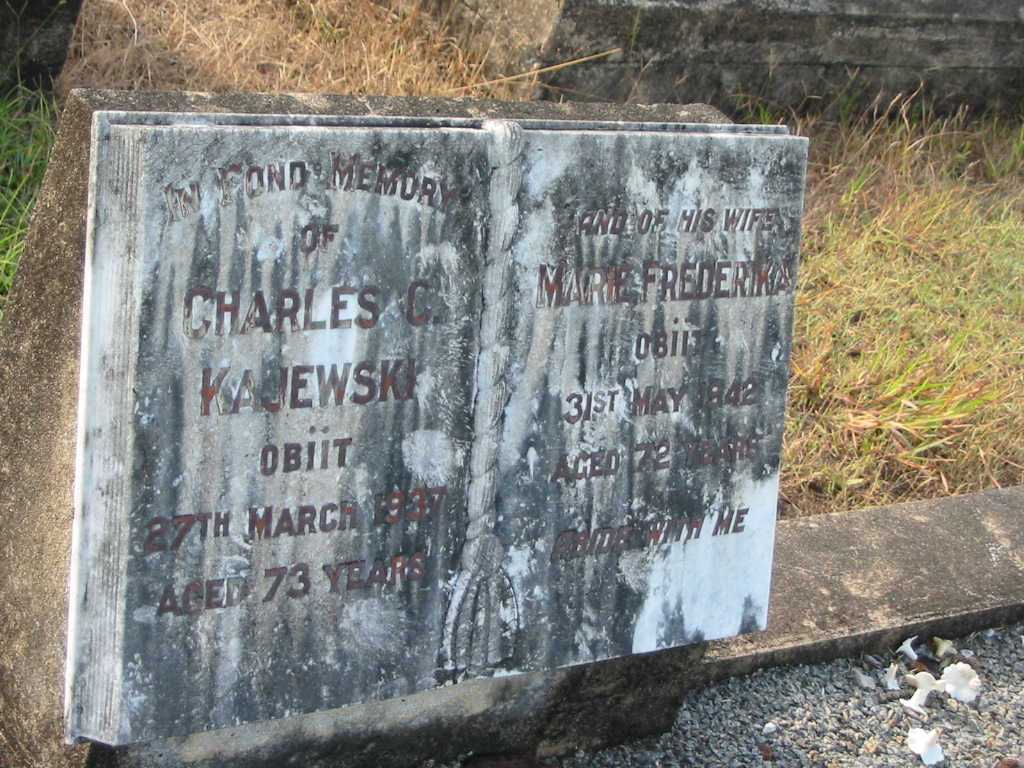 IN FOND MEMORY
OF
CHARLES C.
KAJEWSKI
OBIIT
27TH MARCH 1937
AGED 73 YEARS
AND OF HIS WIFE
MARIE FREDERIKA
OBIIT
31ST MAY 1942
AGED 72 YEARS
ABIDE WITH ME